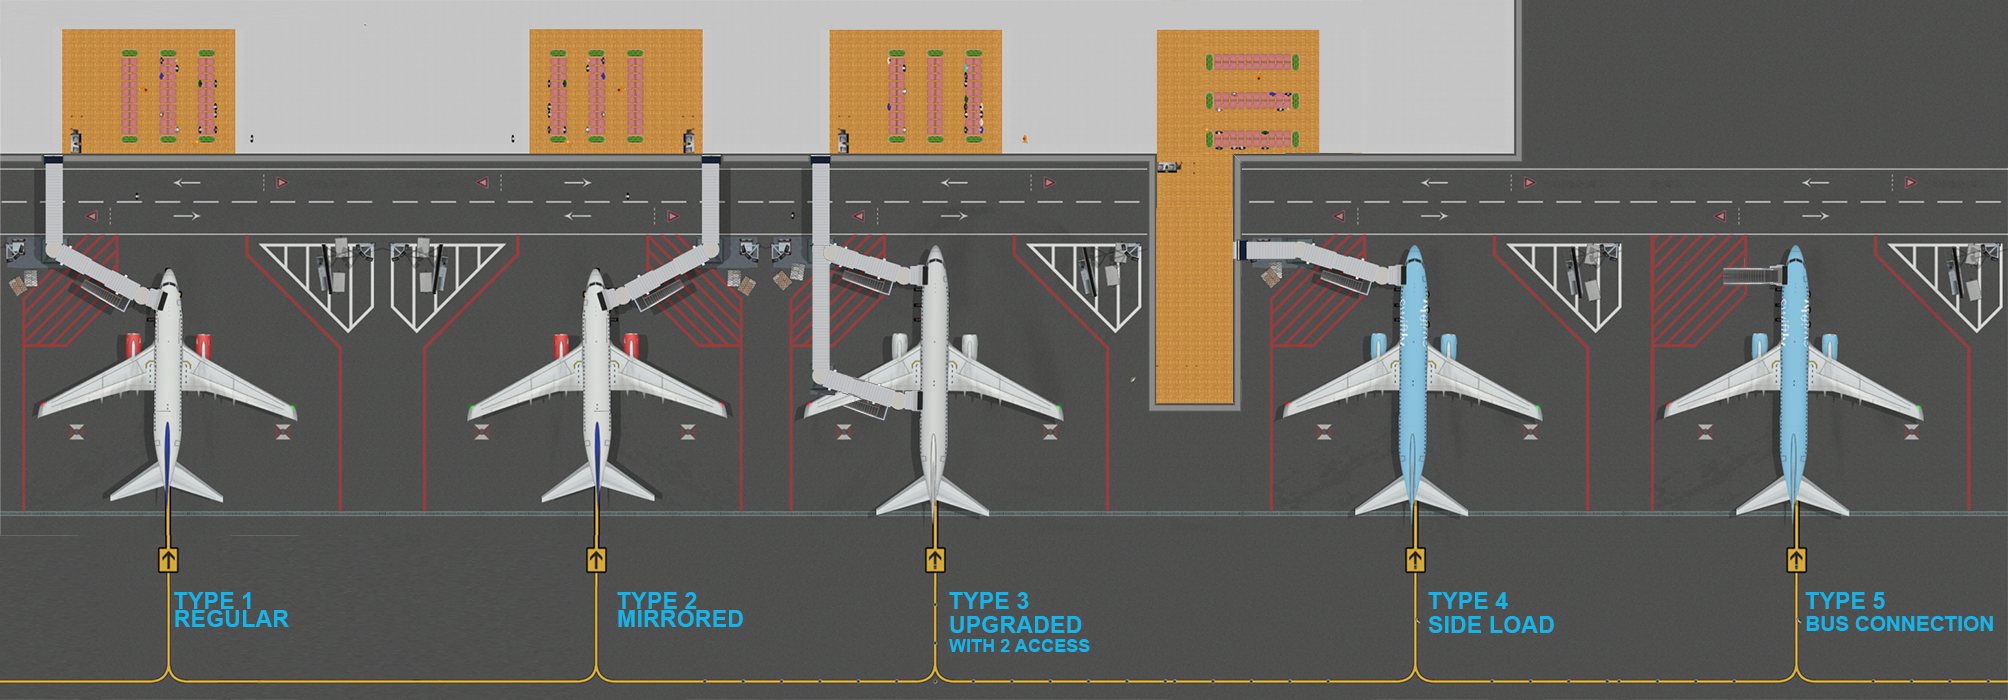 TYPE 1
REGULAR
TYPE 2
MIRRORED
TYPE 3
UPGRADED
WITH 2 ACCESS
TYPE 4
SIDE LOAD
TYPE 5
BUS CONNECTION